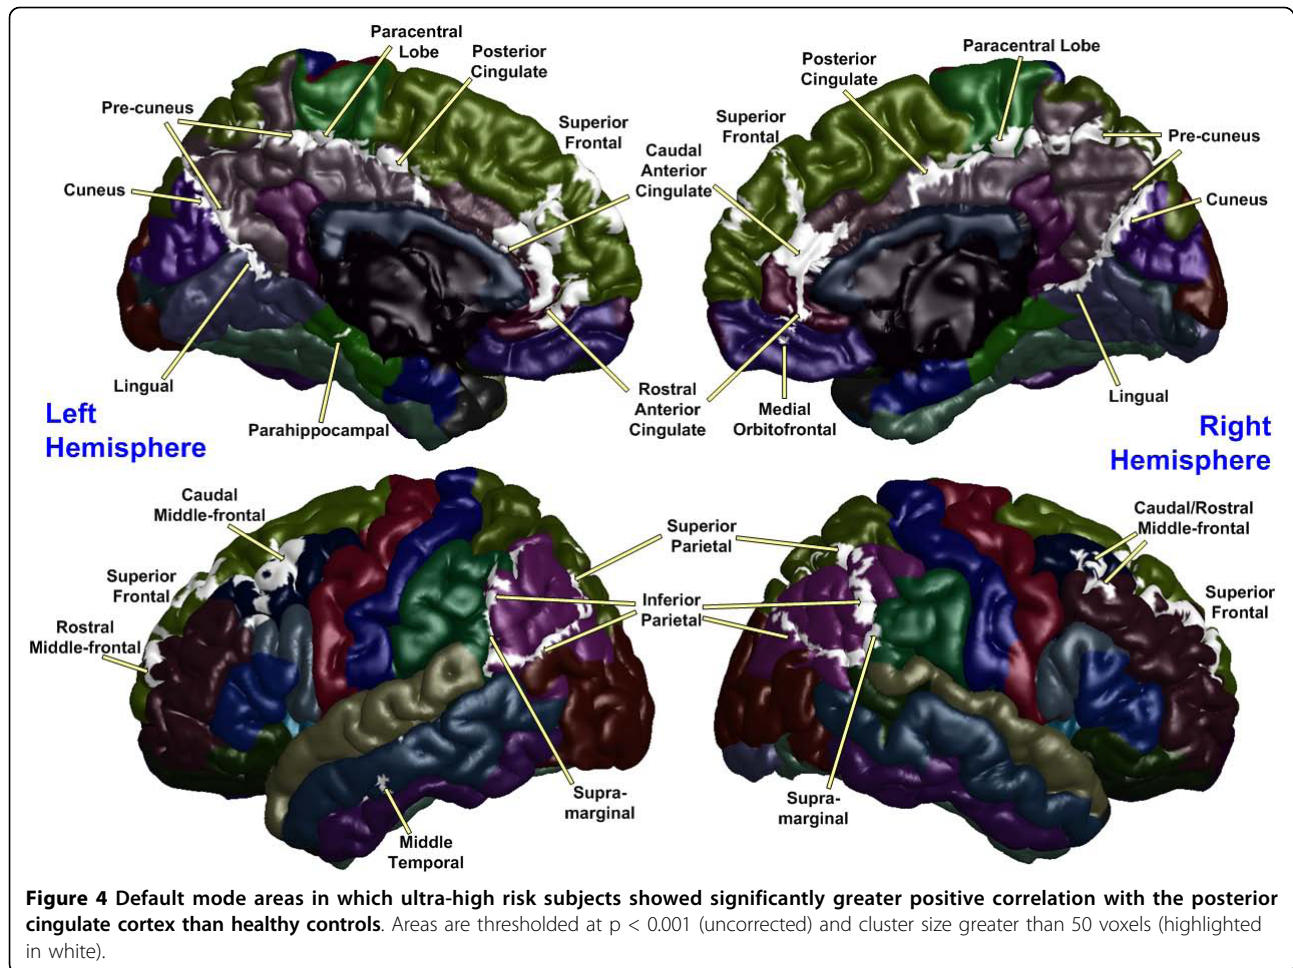 Paracentral
Lobe
Posterior
Cingulate
Pre-cuneus
Superior
Frontal
Cuneus
Caudal
Anterior
Cingulate
Lingual
Parahippocampal
Rostral
Anterior
Cingulate
Left
Hemisphere
Posterior
Cingulate
Paracentral Lobe
Superior
Frontal
Pre-cuneus
Cuneus
Medial
Orbitofrontal
Lingual
Right
Hemisphere
Caudal
Middle-frontal
Superior
Frontal
Rostral
Middle-frontal
Superior
Parietal
Inferior
Parietal
Supra-
marginal
Middle
Temporal
Caudal/Rostral
Middle-frontal
Superior
Frontal
Supra-
marginal
Figure 4 Default mode areas in which ultra-high risk subjects showed significantly greater positive correlation with the posterior
cingulate cortex than healthy controls. Areas are thresholded at p < 0.001 (uncorrected) and cluster size greater than 50 voxels (highlighted
in white).